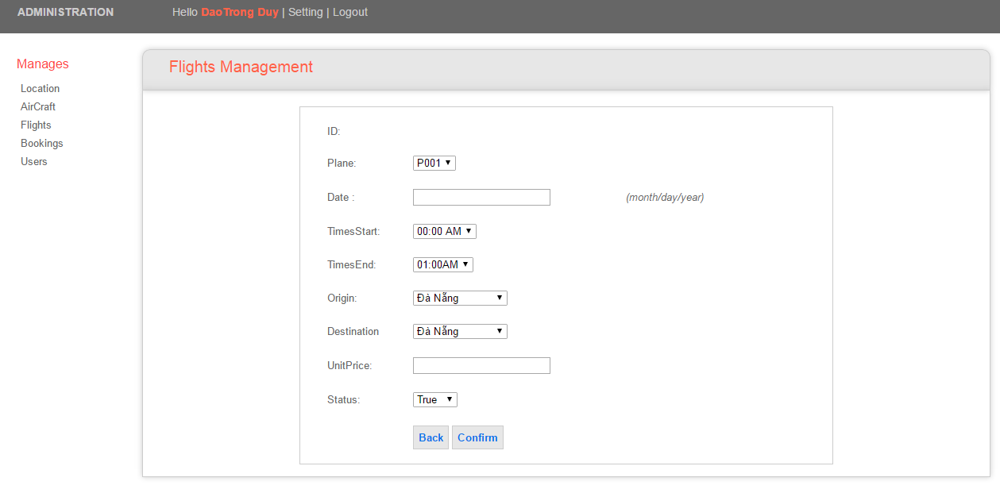 ADMINISTRATION
Hello DaoTrong Duy | Setting | Logout
Manages
Location
AirCraft
Flights
Bookings
Users
Flights Management
ID:
Plane: P001
Date : (month/day/year)
TimesStart: 00:00 AM
TimesEnd: 01:00AM
Origin: Đà Nẵng
Destination Đà Nẵng
UnitPrice:
Status: True
Back Confirm